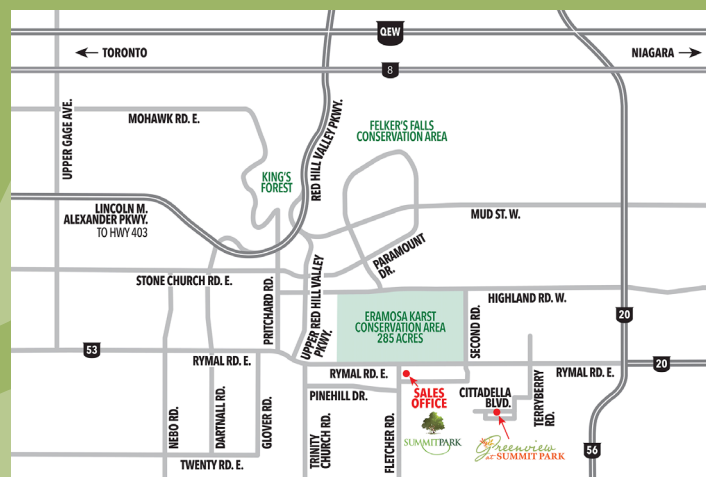 QEW
TORONTO
NIAGARA
8
UPPER GAGE AVE.
MOHAWK RD. E.
RED HILL VALLEY PKWY.
FELKER'S FALLS
CONSERVATION AREA
KING'S
FOREST
LINCOLN M.
ALEXANDER PKWY.
TO HWY 403
MUD ST. W.
PARAMOUNT
DR.
STONE CHURCH RD. E.
PRITCHARD RD.
UPPER RED HILL VALLEY
PKWY.
HIGHLAND RD. W.
ERAMOSA KARST
CONSERVATION AREA
285 ACRES
SECOND RD.
20
53
RYMAL RD. E.
RYMAL RD. E.
RYMAL RD. E.
20
NEBO RD.
DARTNALL RD.
GLOVER RD.
PINEHILL DR.
SALES
OFFICE
CITTADELLA
BLVD.
TERRYBERRY
RD.
SUMMITPARK
Greenview
at SUMMIT PARK
TRINITY
CHURCH RD.
FLETCHER RD.
56
TWENTY RD. E.